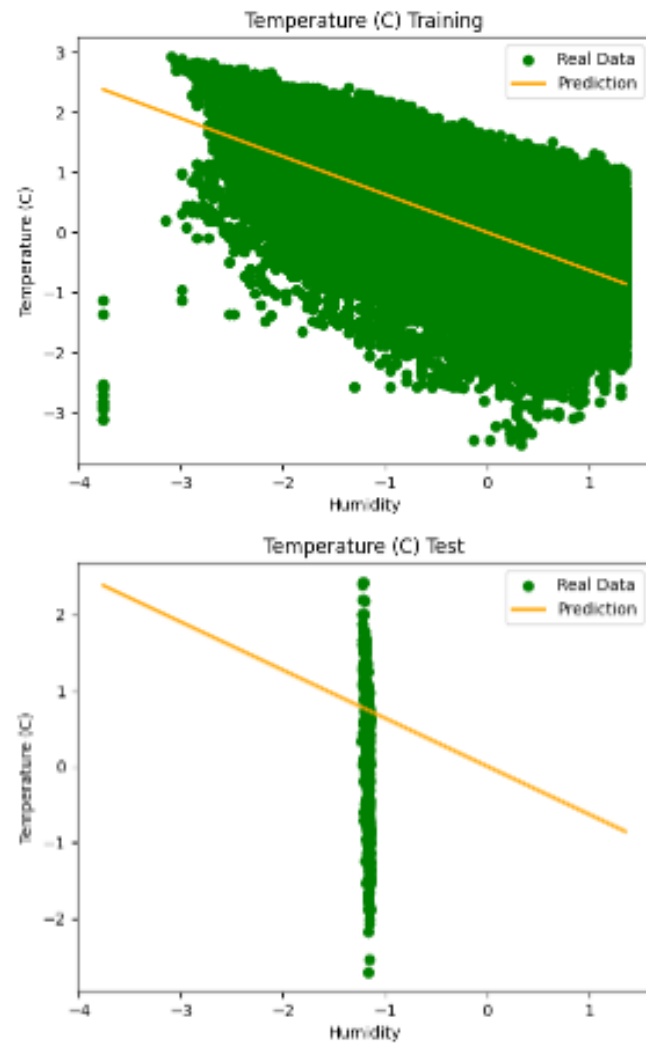 Temperature (C) Training
Real Data
Prediction
3
2
1
0
−1
−2
−3
Temperature (C)
−4 −3 −2 −1 0 1
Humidity
Temperature (C) Test
Real Data
Prediction
2
1
0
−1
−2
Temperature (C)
−4 −3 −2 −1 0 1
Humidity